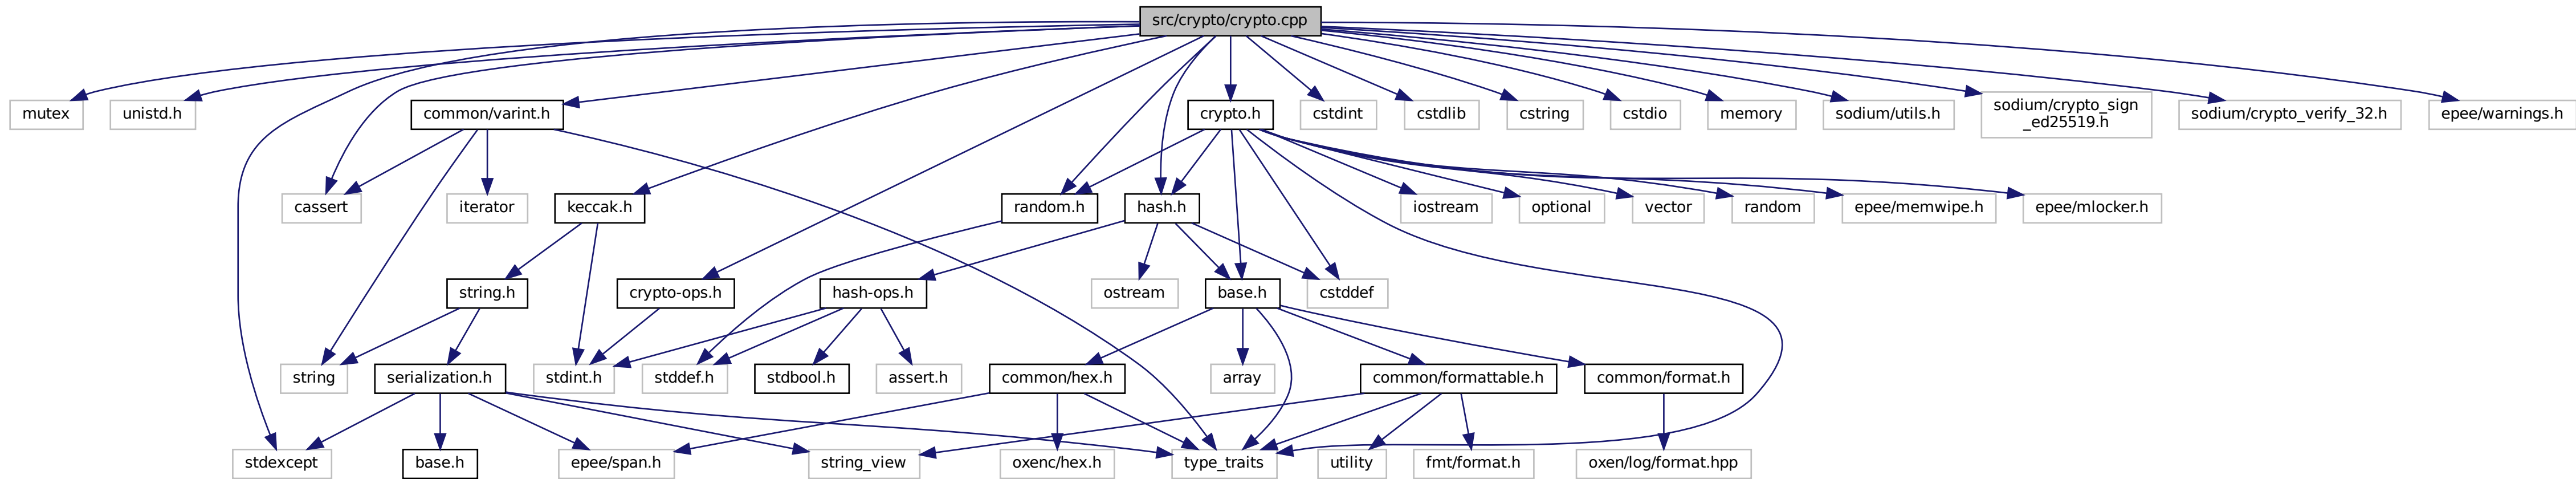 src/crypto/crypto.cpp
mutex
unistd.h
common/varint.h
crypto.h
cstdint
cstdlib
cstring
cstdio
memory
sodium/utils.h
sodium/crypto_sign
_ed25519.h
sodium/crypto_verify_32.h
epee/warnings.h
cassert
iterator
keccak.h
random.h
hash.h
iostream
optional
vector
random
epee/memwipe.h
epee/mlocker.h
string.h
crypto-ops.h
hash-ops.h
ostream
base.h
cstddef
string
serialization.h
stdint.h
stddef.h
stdbool.h
assert.h
common/hex.h
array
common/formattable.h
common/format.h
stdexcept
base.h
epee/span.h
string_view
oxenc/hex.h
type_traits
utility
fmt/format.h
oxen/log/format.hpp